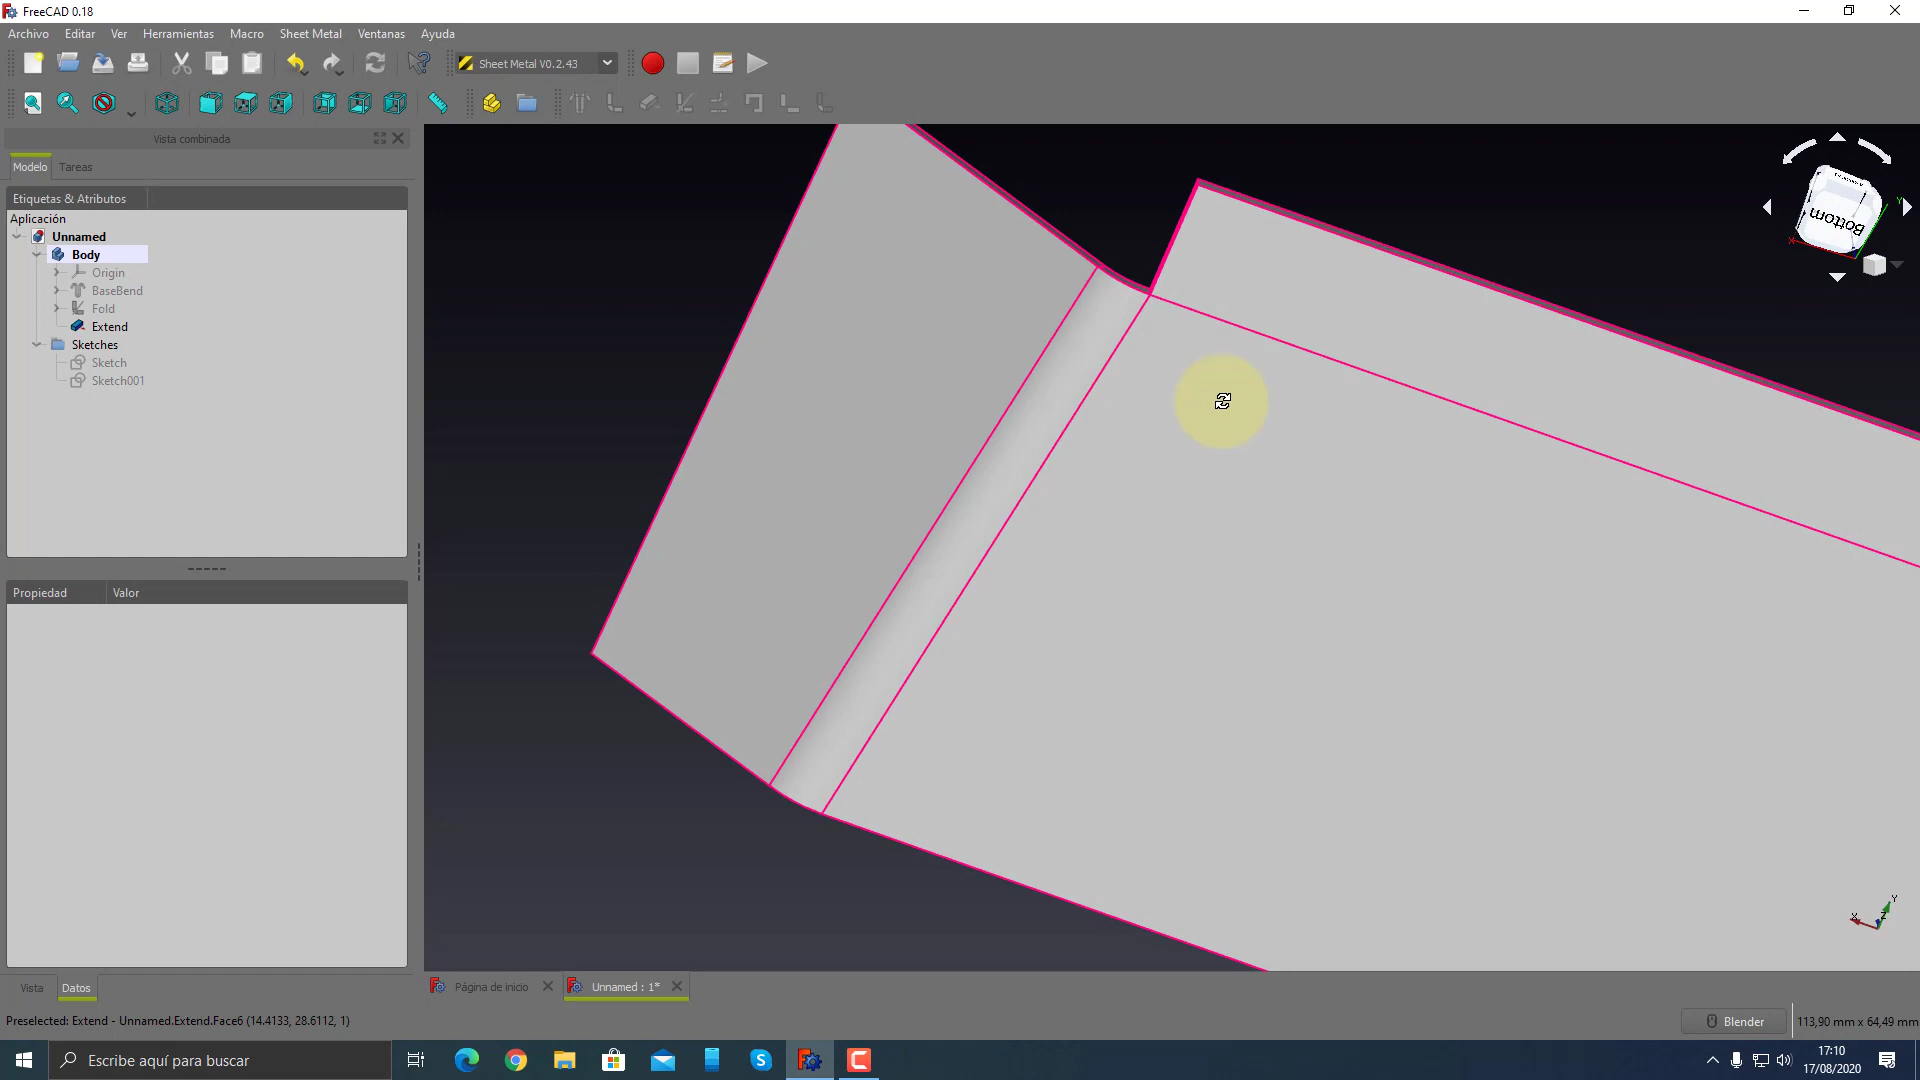 FreeCAD 0.18
Archivo Editar Ver Herramientas Macro Sheet Metal Ventanas Ayuda
Sheet Metal V0.2.43
Vista combinada
Modelo Tareas
Etiquetas & Atributos
Aplicación
Unnamed
Body
Origin
BaseBend
Fold
Extend
Sketches
Sketch
Sketch001
Propiedad Valor
Vista Datos
Bottom
Y
X
Y
X
Z
Página de inicio Unnamed : 1*
Preselected: Extend - Unnamed.Extend.Face6 (14.4133, 28.6112, 1)
Blender 113,90 mm x 64,49 mm
Escribe aquí para buscar
17:10
17/08/2020